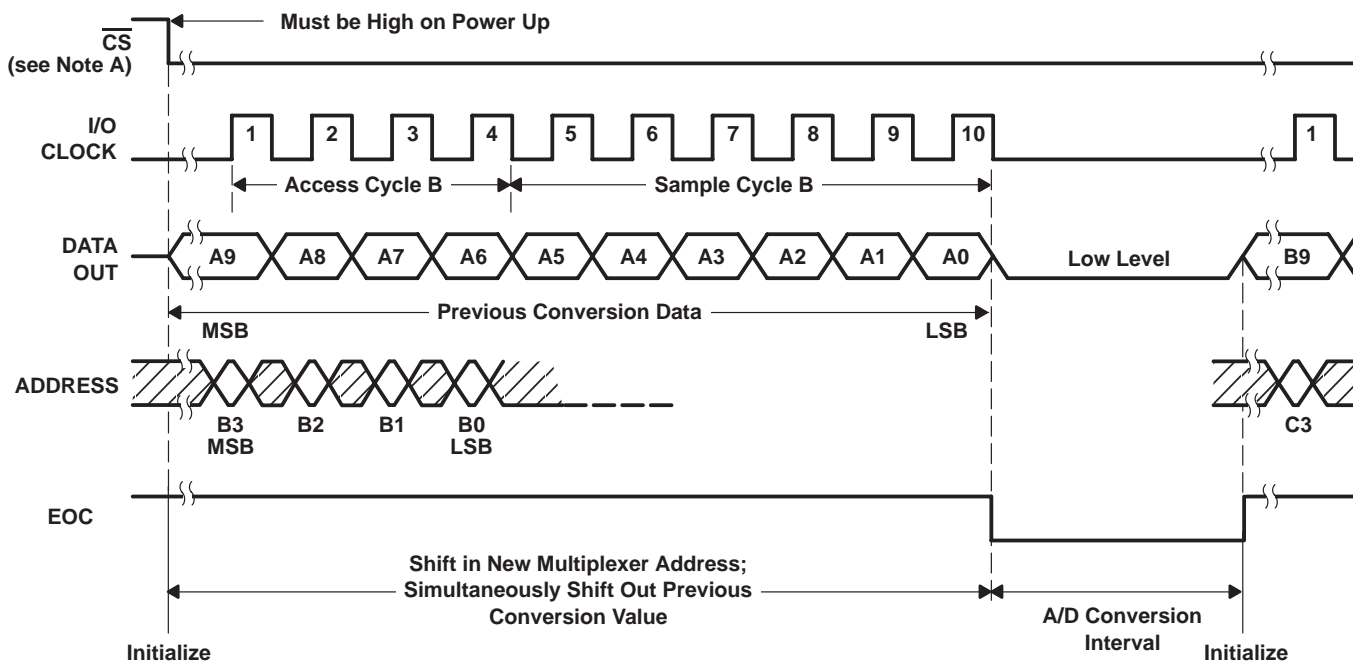 Must be High on Power Up
CS
(see Note A)
I/O
CLOCK
1 2 3 4 5 6 7 8 9 10 1
Access Cycle B Sample Cycle B
DATA
OUT
A9 A8 A7 A6 A5 A4 A3 A2 A1 A0 Low Level B9
Previous Conversion Data
MSB LSB
ADDRESS
B3 B2 B1 B0 C3
MSB LSB
EOC
Shift in New Multiplexer Address;
Simultaneously Shift Out Previous
Conversion Value
A/D Conversion
Interval
Initialize Initialize